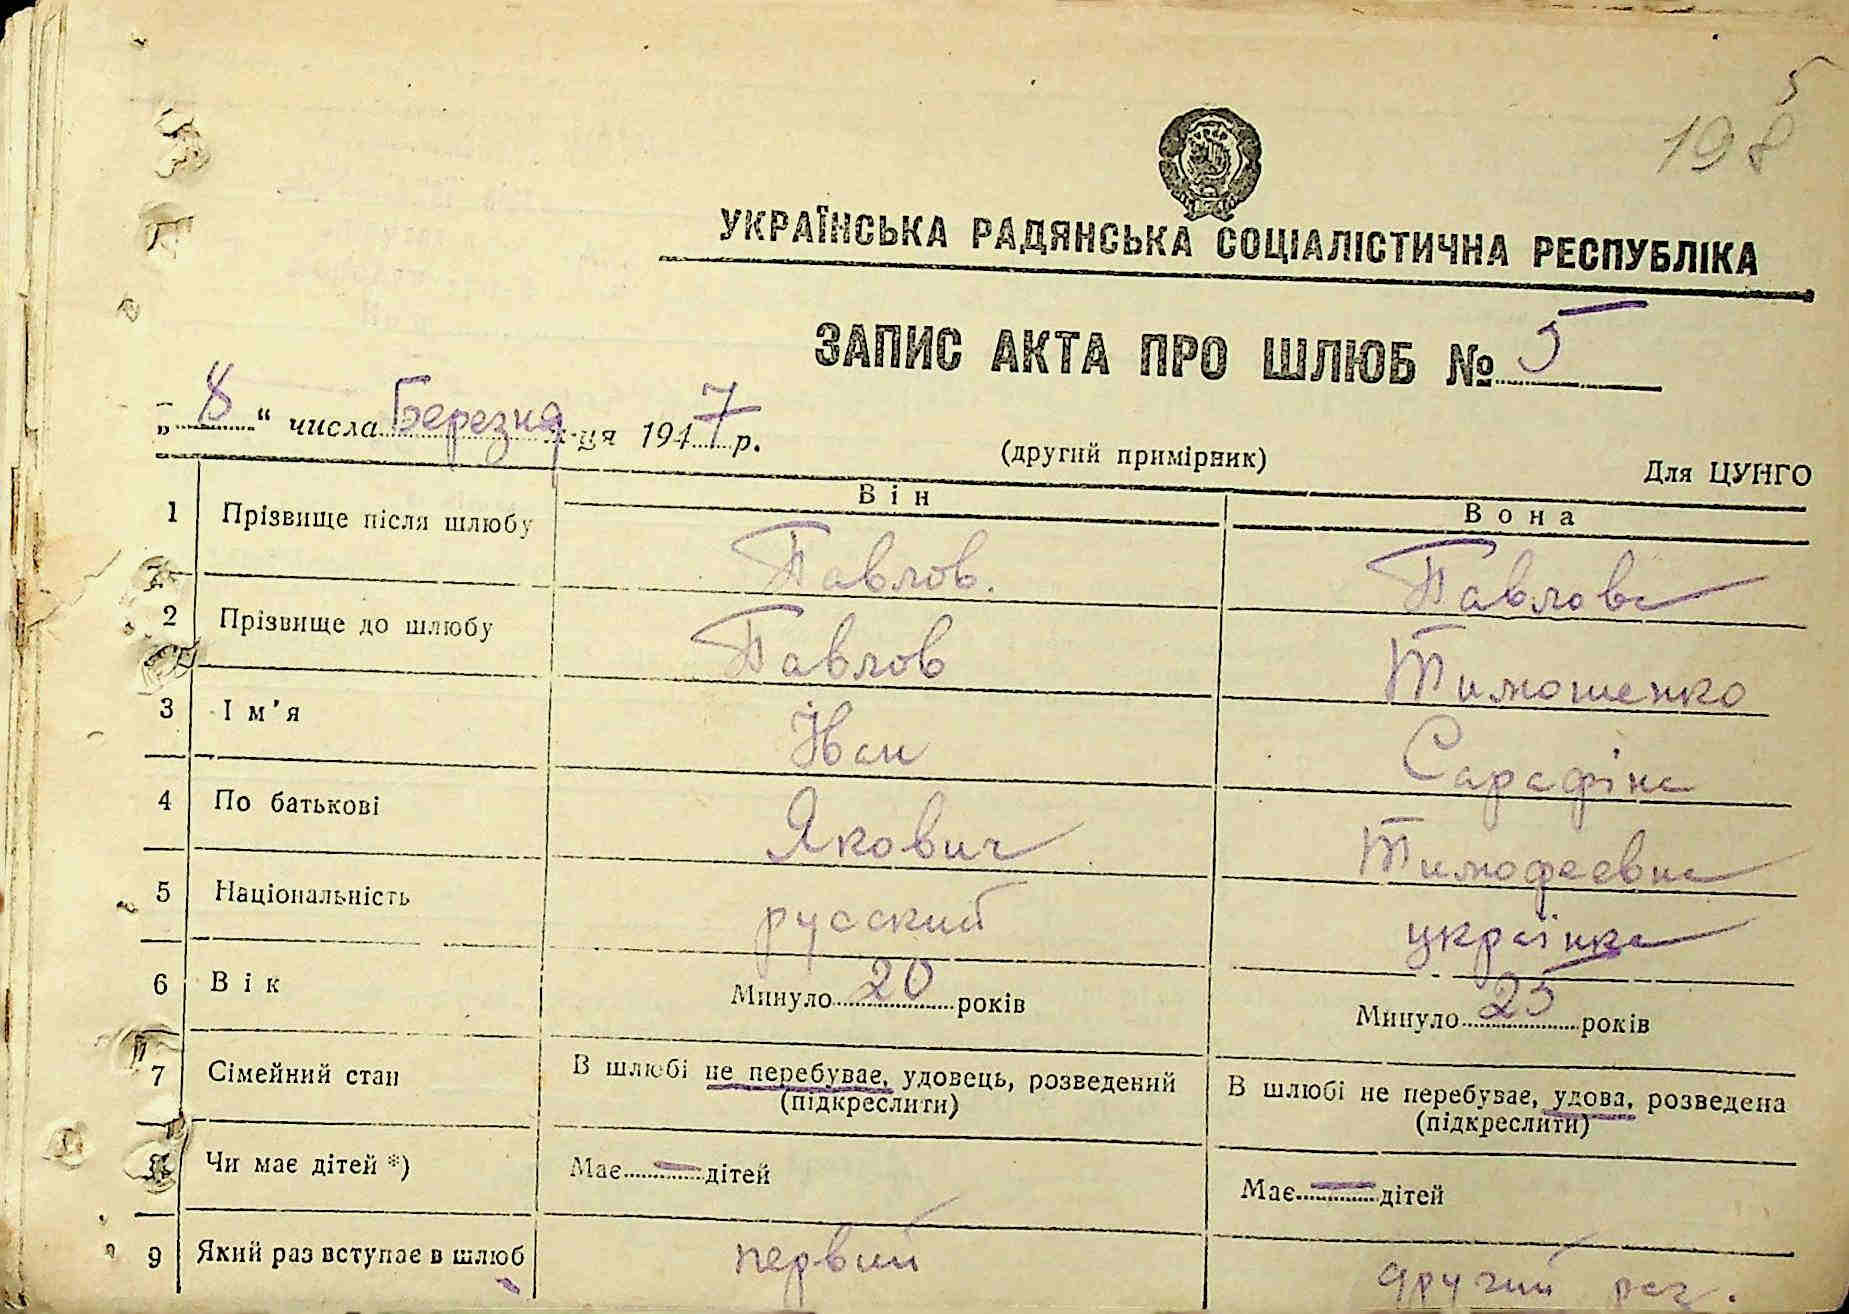 5
198
УКРАЇНСЬКА РАДЯНСЬКА СОЦІАЛІСТИЧНА РЕСПУБЛІКА
ЗАПИС АКТА ПРО ШЛЮБ № 5
„ 8 “ числа Березня ця 1947 р.
(другий примірник)
Для ЦУНГО
Він Вона
1 Прізвище після шлюбу Павлов. Павлова
2 Прізвище до шлюбу Павлов Тимошенко
3 Ім'я Іван Сарафіна
4 По батькові Якович Тимофеевна
5 Національність русский українка
6 Вік Минуло 20 років Минуло 25 років
7 Сімейний стан В шлюбі не перебуває, удовець, розведений В шлюбі не перебуває, удова, розведена
(підкреслити) (підкреслити)
8 Чи має дітей *) Має — дітей Має — дітей
9 Який раз вступає в шлюб первий другий раз.